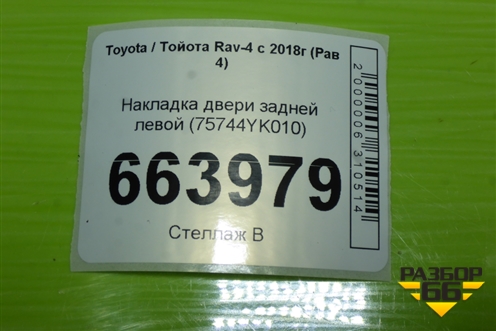 Toyota / Тойота Rav-4 с 2018г (Рав
4)
Накладка двери задней
левой (75744YK010)
663979
Стеллаж В
2000006310514
РАЗБОР
66